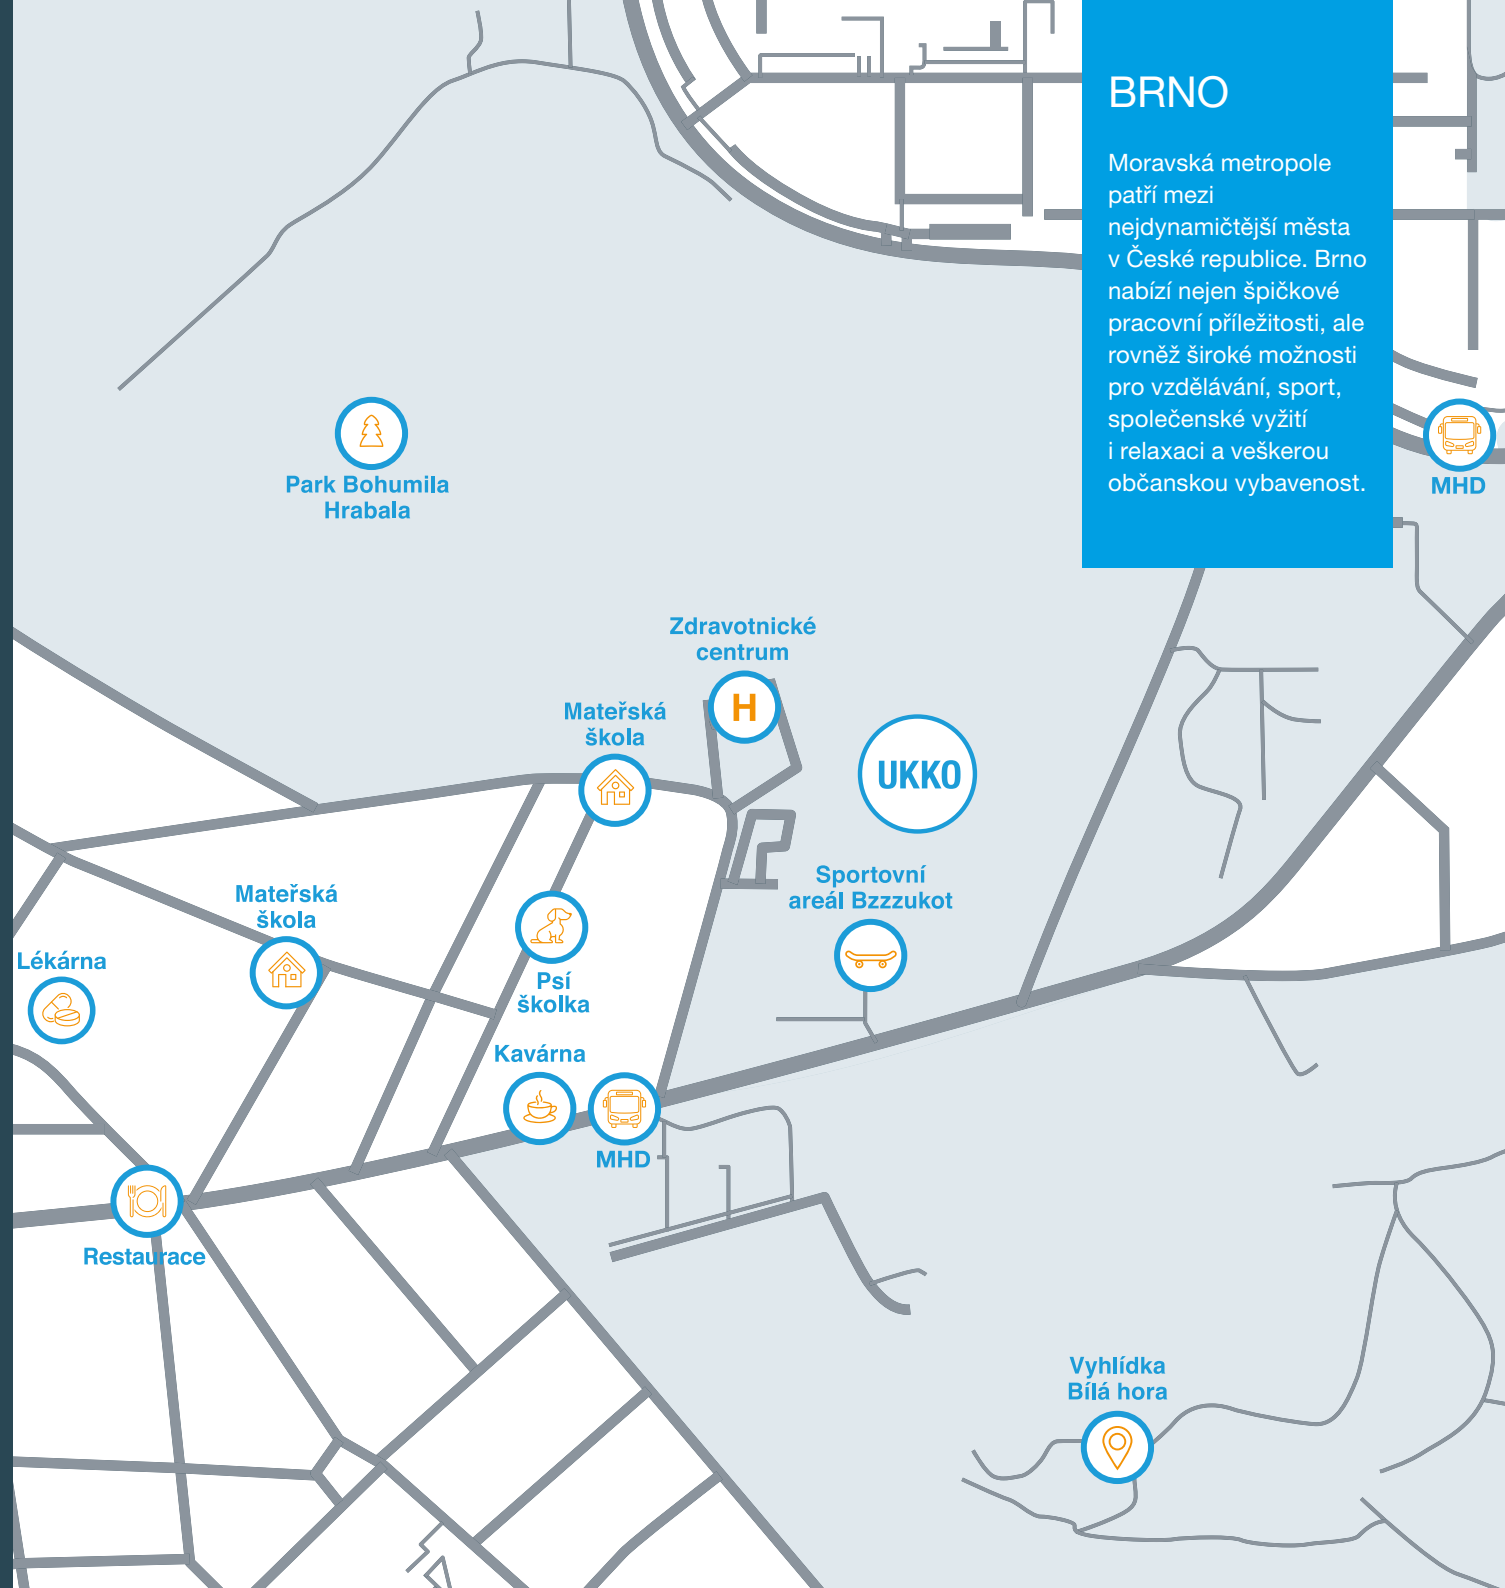 BRNO
Moravská metropole
patří mezi
nejdynamičtější města
v České republice. Brno
nabízí nejen špičkové
pracovní příležitosti, ale
rovněž široké možnosti
pro vzdělávání, sport,
společenské vyžití
i relaxaci a veškerou
občanskou vybavenost.
MHD
Park Bohumila
Hrabala
Zdravotnické
centrum
H
Mateřská
škola
UKKO
Sportovní
areál Bzzzukot
Mateřská
škola
Lékárna
Psí
školka
Kavárna
MHD
Restaurace
Vyhlídka
Bílá hora